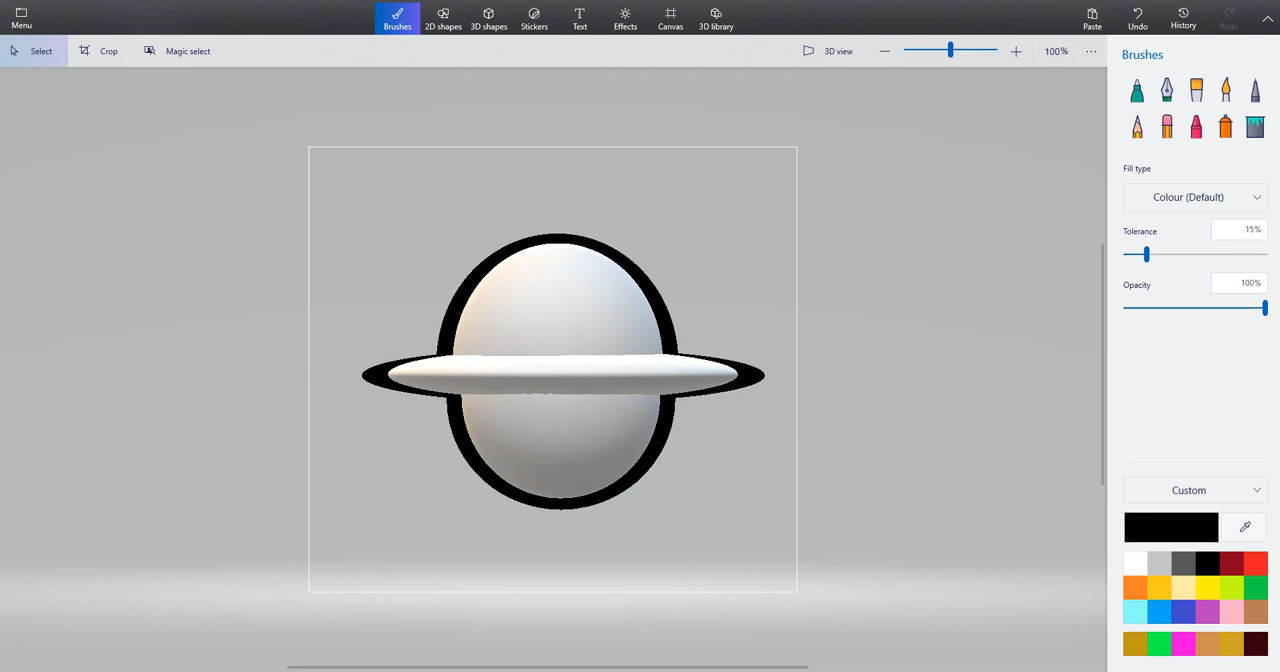 Menu
Brushes
2D shapes
3D shapes
Stickers
Text
Effects
Canvas
3D library
Paste
Undo
History
Redo
Select
Crop
Magic select
3D view
100%
Brushes
Fill type
Colour (Default)
Tolerance
15%
Opacity
100%
Custom